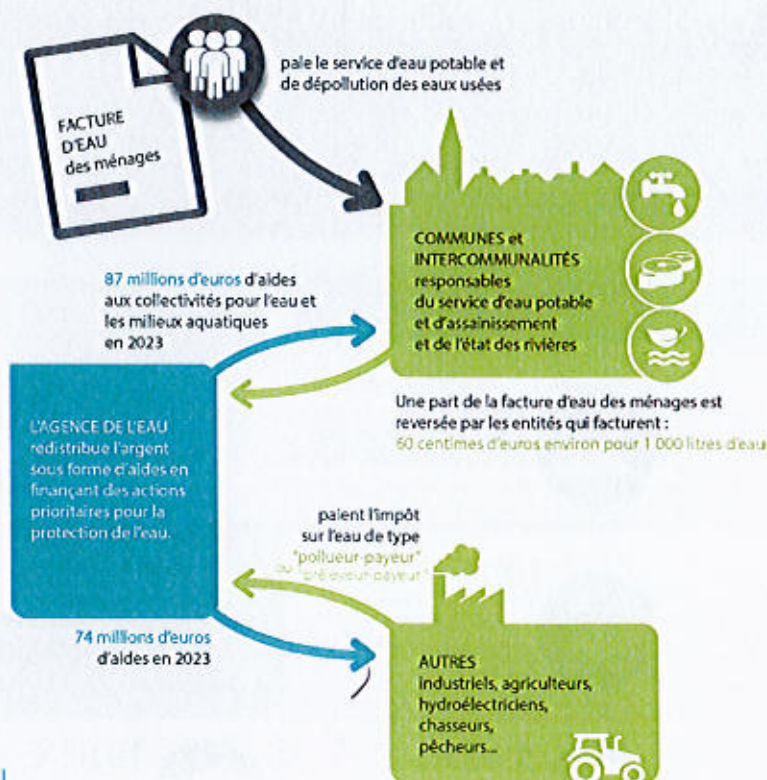 paie le service d'eau potable et
de dépollution des eaux usées
FACTURE
D'EAU
des ménages
COMMUNES et
INTERCOMMUNALITÉS
responsables
du service d'eau potable
et d'assainissement
et de l'état des rivières
87 millions d'euros d'aides
aux collectivités pour l'eau et
les milieux aquatiques
en 2023
Une part de la facture d'eau des ménages est
reversée par les entités qui facturent :
60 centimes d'euros environ pour 1 000 litres d'eau
L'AGENCE DE L'EAU
redistribue l'argent
sous forme d'aides en
finançant des actions
prioritaires pour la
protection de l'eau.
paient l'impôt
sur l'eau de type
"pollueur-payeur"
ou "préleveur-payeur"
74 millions d'euros
d'aides en 2023
AUTRES
industriels, agriculteurs,
hydroélectriciens,
chasseurs,
pêcheurs...